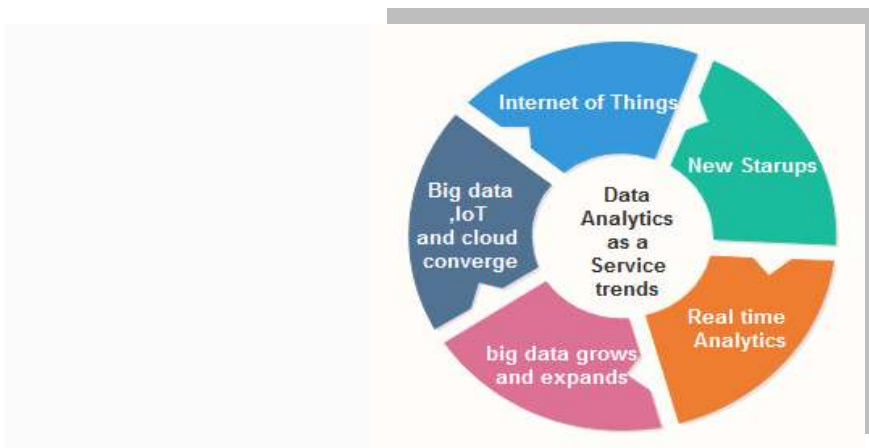 Internet of Things
New Starups
Real time
Analytics
big data grows
and expands
Big data
,IoT
and cloud
converge
Data
Analytics
as a
Service
trends